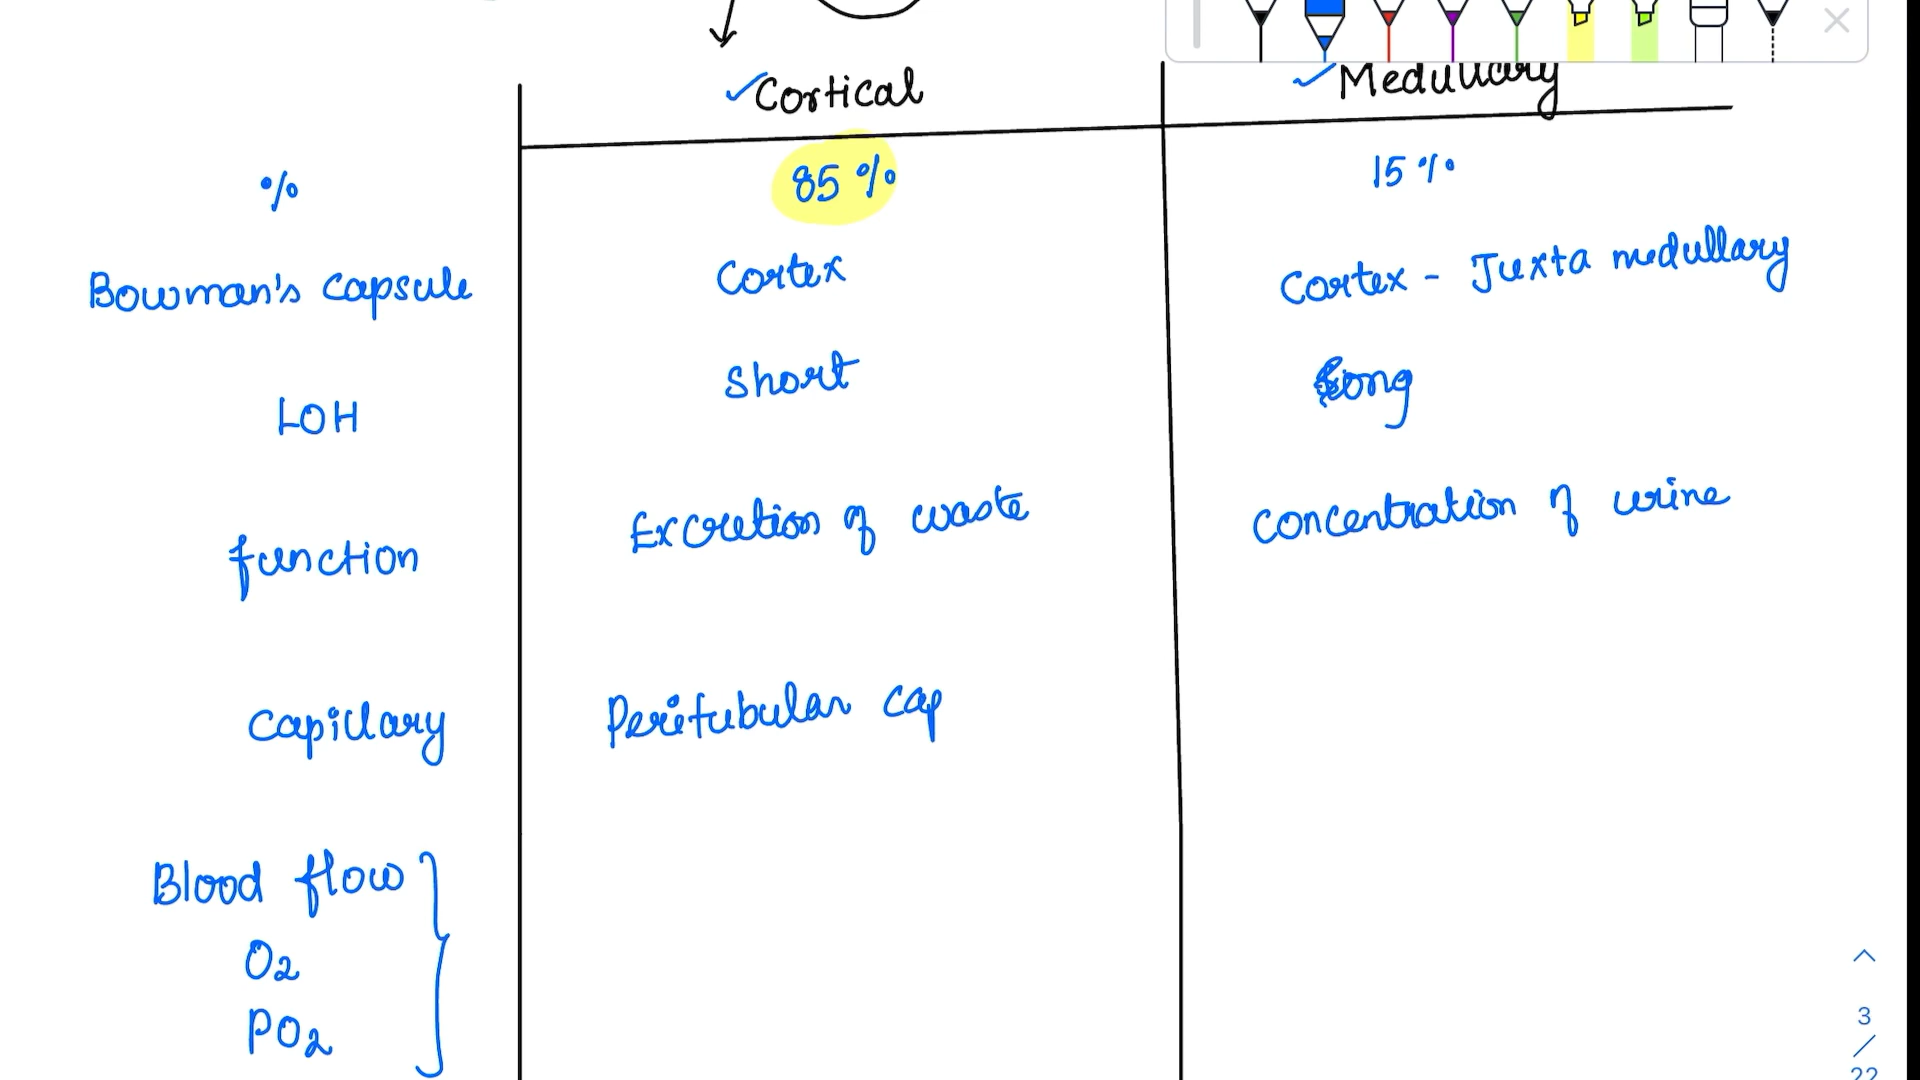 Cortical Medullary
% 85 % 15 %
Bowman's capsule Cortex Cortex - Juxta medullary
LOH Short Long
function Excretion of waste Concentration of urine
Capillary Peritubular cap
Blood flow
O2
PO2
3
/
22